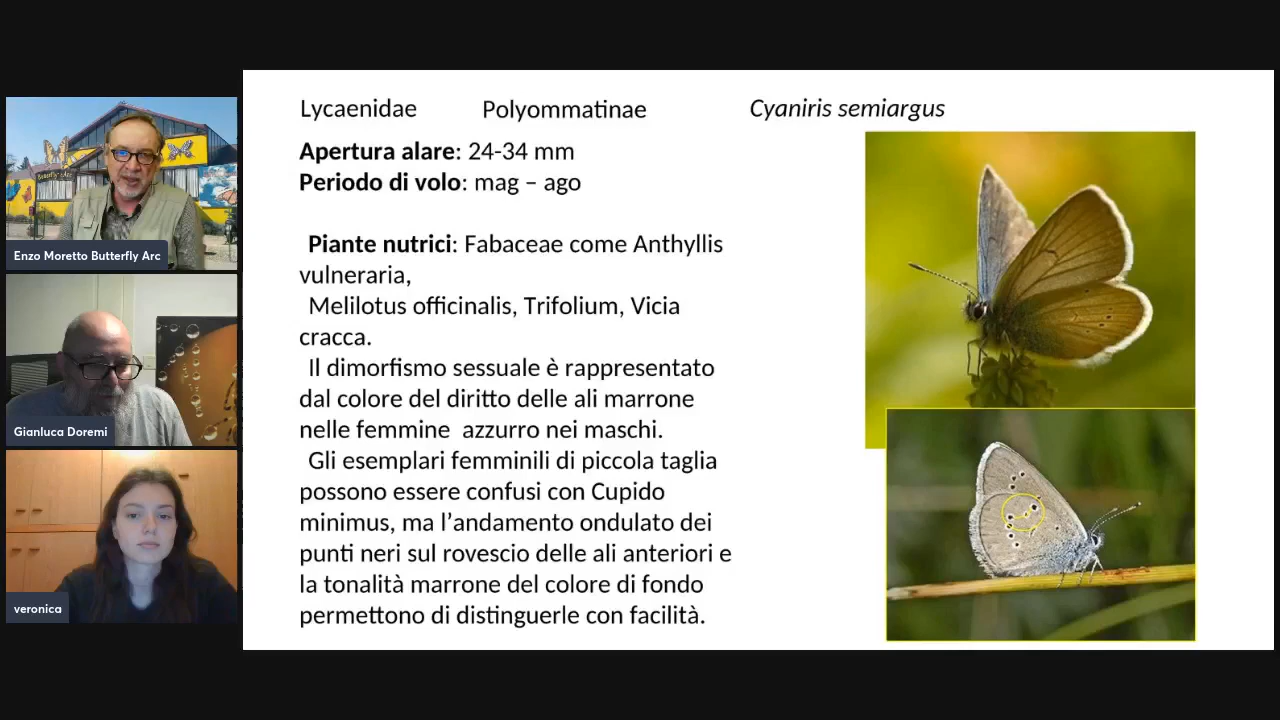 Lycaenidae Polyommatinae Cyaniris semiargus
Apertura alare: 24-34 mm
Periodo di volo: mag – ago
Piante nutrici: Fabaceae come Anthyllis
vulneraria,
Melilotus officinalis, Trifolium, Vicia
cracca.
Il dimorfismo sessuale è rappresentato
dal colore del diritto delle ali marrone
nelle femmine azzurro nei maschi.
Gli esemplari femminili di piccola taglia
possono essere confusi con Cupido
minimus, ma l’andamento ondulato dei
punti neri sul rovescio delle ali anteriori e
la tonalità marrone del colore di fondo
permettono di distinguerle con facilità.
Butterfly Arc
Enzo Moretto Butterfly Arc
Gianluca Doremi
veronica